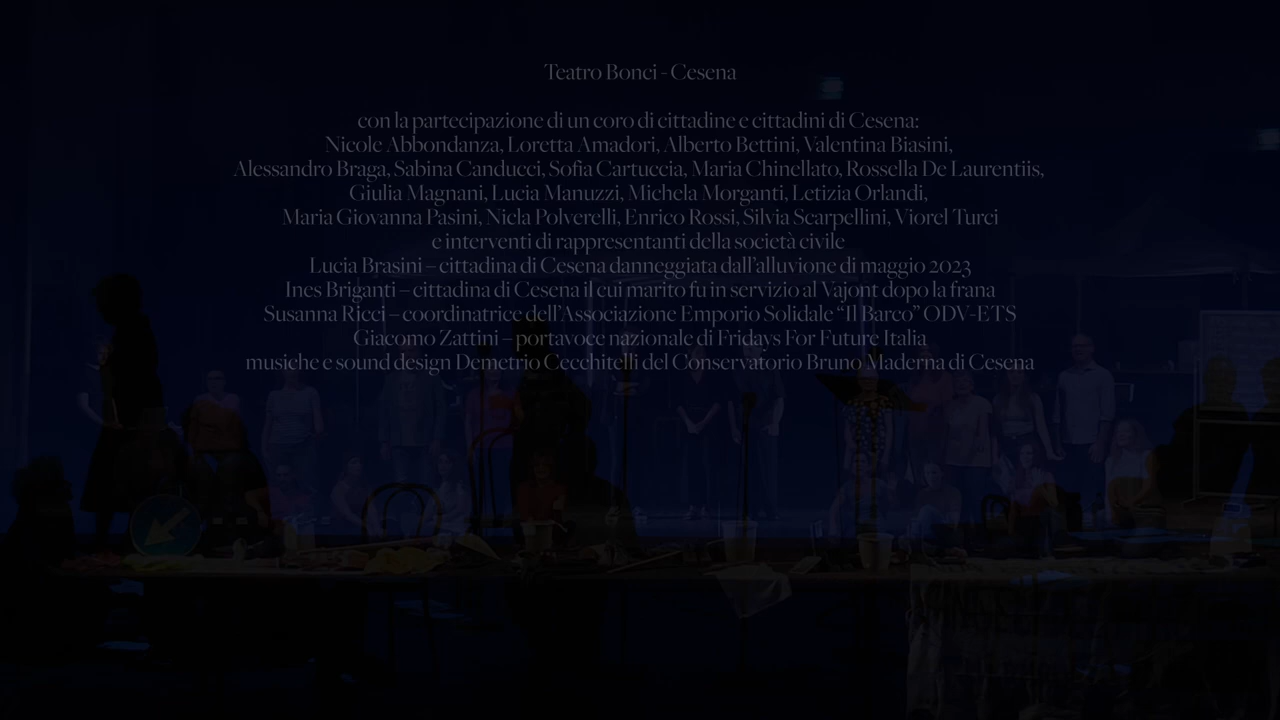 Teatro Bonci - Cesena
con la partecipazione di un coro di cittadine e cittadini di Cesena:
Nicole Abbondanza, Loretta Amadori, Alberto Bettini, Valentina Biasini,
Alessandro Braga, Sabina Canducci, Sofia Cartuccia, Maria Chinellato, Rossella De Laurentiis,
Giulia Magnani, Lucia Manuzzi, Michela Morganti, Letizia Orlandi,
Maria Giovanna Pasini, Nicla Polverelli, Enrico Rossi, Silvia Scarpellini, Viorel Turci
e interventi di rappresentanti della società civile
Lucia Brasini – cittadina di Cesena danneggiata dall’alluvione di maggio 2023
Ines Briganti – cittadina di Cesena il cui marito fu in servizio al Vajont dopo la frana
Susanna Ricci – coordinatrice dell’Associazione Emporio Solidale “Il Barco” ODV-ETS
Giacomo Zattini – portavoce nazionale di Fridays For Future Italia
musiche e sound design Demetrio Cecchitelli del Conservatorio Bruno Maderna di Cesena